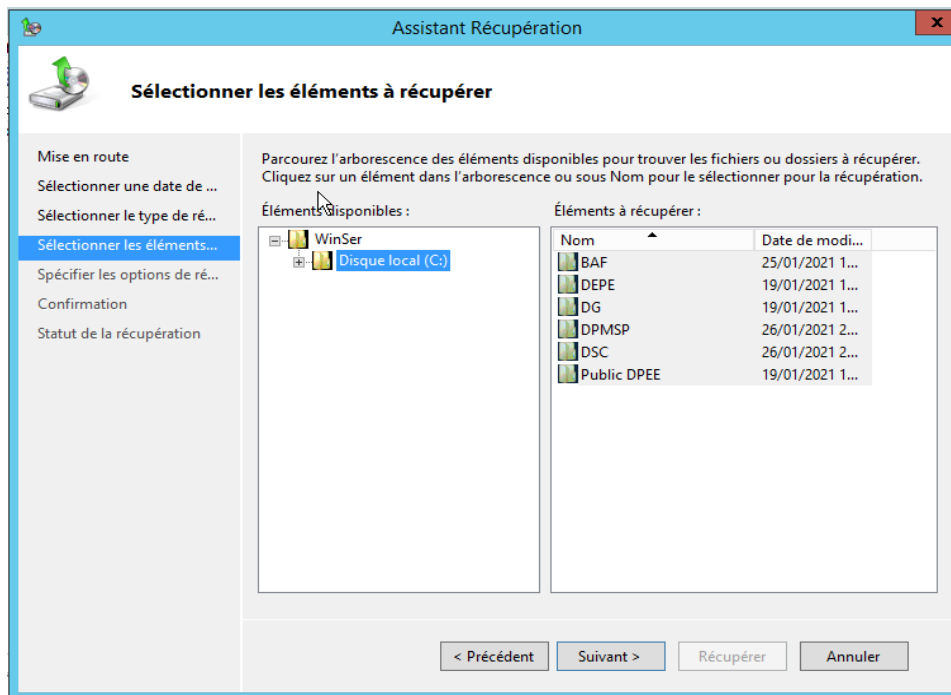 Assistant Récupération
x
Sélectionner les éléments à récupérer
Mise en route
Sélectionner une date de ...
Sélectionner le type de ré...
Sélectionner les éléments...
Spécifier les options de ré...
Confirmation
Statut de la récupération
Parcourez l'arborescence des éléments disponibles pour trouver les fichiers ou dossiers à récupérer.
Cliquez sur un élément dans l'arborescence ou sous Nom pour le sélectionner pour la récupération.
Éléments disponibles :
WinSer
Disque local (C:)
Éléments à récupérer :
Nom Date de modi...
BAF 25/01/2021 1...
DEPE 19/01/2021 1...
DG 19/01/2021 1...
DPMSP 26/01/2021 2...
DSC 26/01/2021 2...
Public DPEE 19/01/2021 1...
< Précédent Suivant > Récupérer Annuler